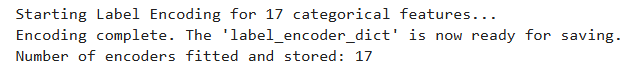 Starting Label Encoding for 17 categorical features...
Encoding complete. The 'label_encoder_dict' is now ready for saving.
Number of encoders fitted and stored: 17